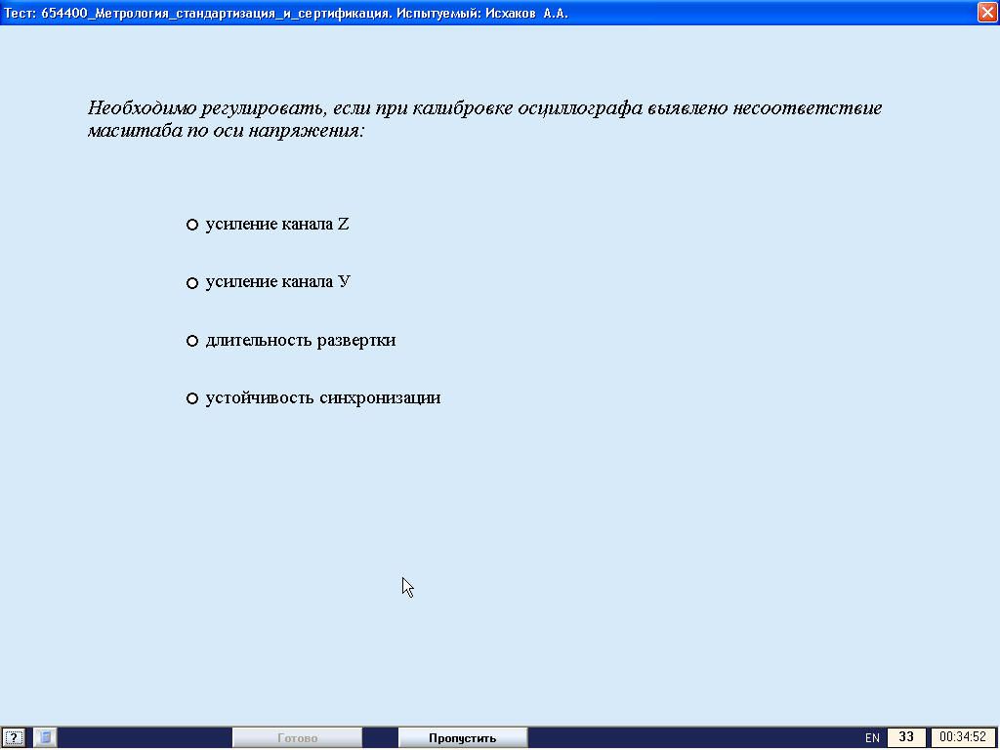 Тест: 654400_Метрология_стандартизация_и_сертификация. Испытуемый: Исхаков А.А.
Необходимо регулировать, если при калибровке осциллографа выявлено несоответствие
масштаба по оси напряжения:
усиление канала Z
усиление канала У
длительность развертки
устойчивость синхронизации
? Готово Пропустить EN 33 00:34:52